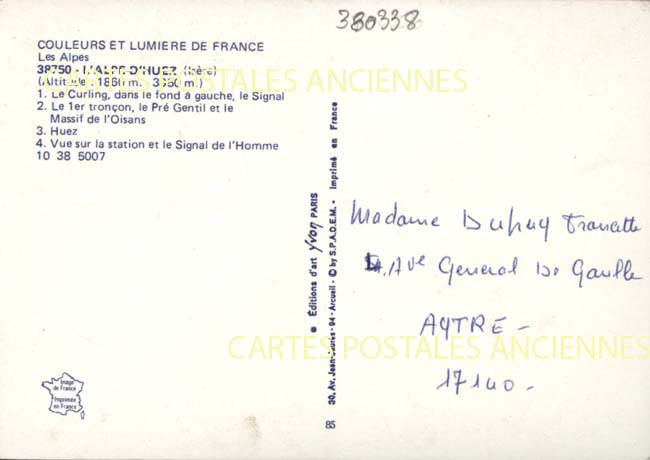 380338
COULEURS ET LUMIERE DE FRANCE
Les Alpes
38750 - L'ALPE-D'HUEZ (Isère)
(Altitude : 1860 m. 3350 m.)
1. Le Curling, dans le fond à gauche, le Signal
2. Le 1er tronçon, le Pré Gentil et le
Massif de l'Oisans
3. Huez
4. Vue sur la station et le Signal de l'Homme
10 38 5007
CARTES POSTALES ANCIENNES
● Éditions d'art Yvon PARIS
30, Av. Jean-Jaurès - 94 - Arcueil - © by S.P.A.D.E.M. • Imprimé en France
Madame Dupuy Francette
Ave General De Gaulle
AYTRE -
17140 -
CARTES POSTALES ANCIENNES
Image
de France
Imprimée
en France
85